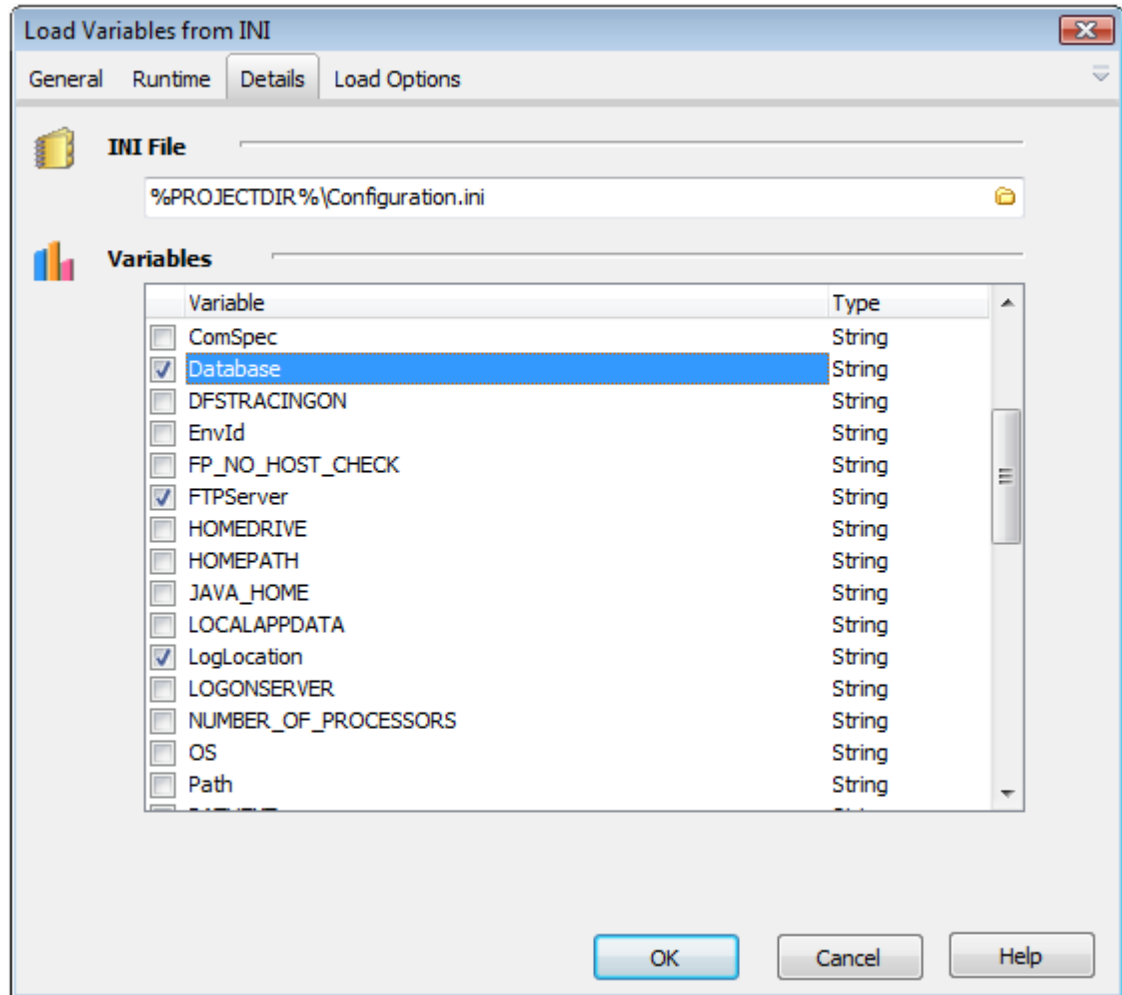 Load Variables from INI
General Runtime Details Load Options
INI File
%PROJECTDIR%\Configuration.ini
Variables
Variable Type
ComSpec String
Database String
DFSTRACINGON String
EnvId String
FP_NO_HOST_CHECK String
FTPServer String
HOMEDRIVE String
HOMEPATH String
JAVA_HOME String
LOCALAPPDATA String
LogLocation String
LOGONSERVER String
NUMBER_OF_PROCESSORS String
OS String
Path String
OK Cancel Help